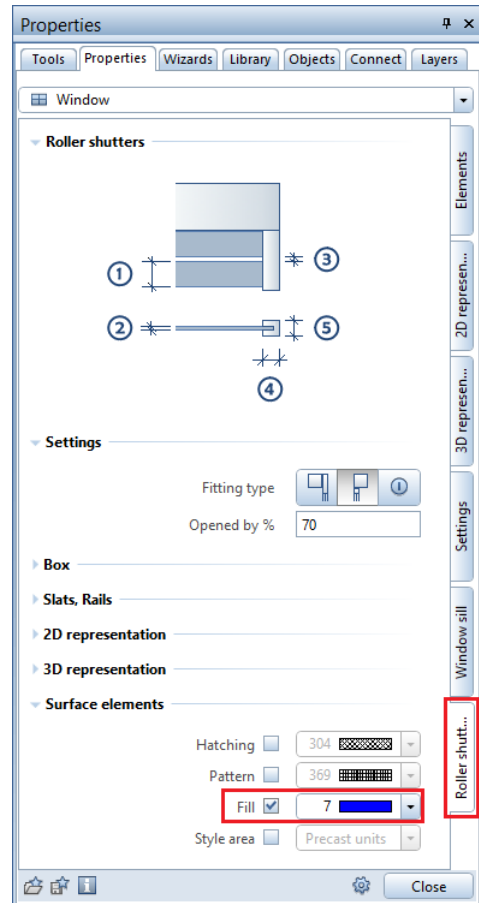 Properties
Tools Properties Wizards Library Objects Connect Layers
Window
Roller shutters
1
2
3
4
5
Settings
Fitting type
Opened by % 70
Box
Slats, Rails
2D representation
3D representation
Surface elements
Hatching 304
Pattern 369
Fill 7
Style area Precast units
Close
Elements
2D represen...
3D represen...
Settings
Window sill
Roller shutt...